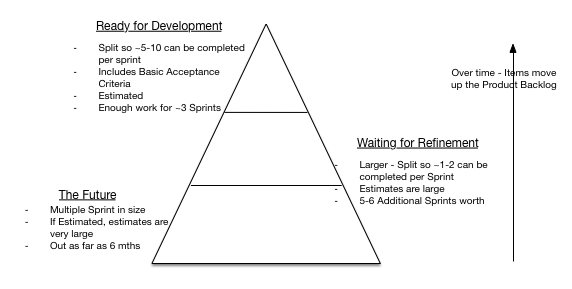 Ready for Development
- Split so ~5-10 can be completed
per sprint
- Includes Basic Acceptance
Criteria
- Estimated
- Enough work for ~3 Sprints
Over time - Items move
up the Product Backlog
Waiting for Refinement
- Larger - Split so ~1-2 can be
completed per Sprint
- Estimates are large
- 5-6 Additional Sprints worth
The Future
- Multiple Sprint in size
- If Estimated, estimates are
very large
- Out as far as 6 mths